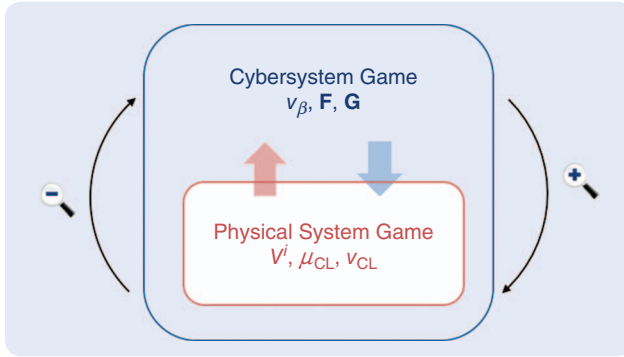 Cybersystem Game
vᵦ, F, G
Physical System Game
Vⁱ, μCL, νCL